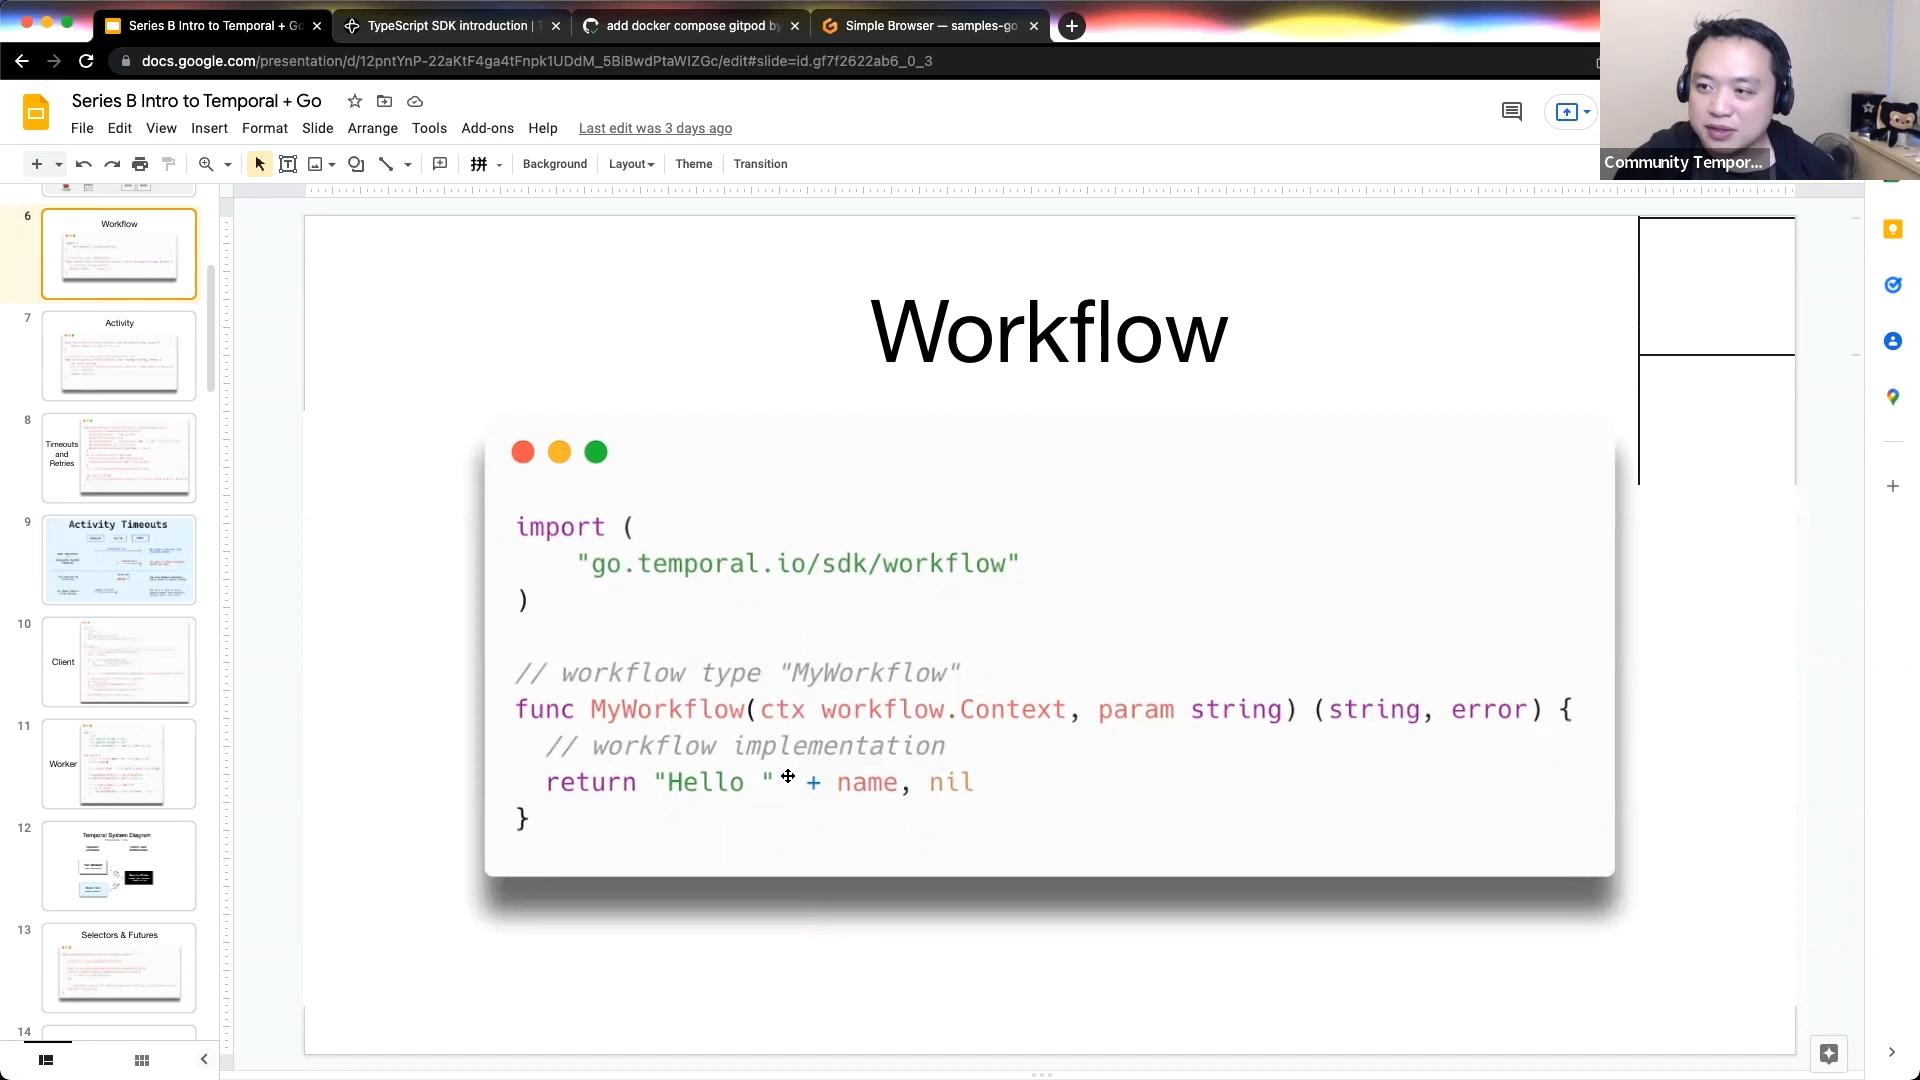 Series B Intro to Temporal + Go
TypeScript SDK introduction | T
add docker compose gitpod by
Simple Browser — samples-go
docs.google.com/presentation/d/12pntYnP-22aKtF4ga4tFnpk1UDdM_5BiBwdPtaWIZGc/edit#slide=id.gf7f2622ab6_0_3
Series B Intro to Temporal + Go
File Edit View Insert Format Slide Arrange Tools Add-ons Help Last edit was 3 days ago
Background Layout Theme Transition
Community Tempor...
6
Workflow
7
Activity
8
Timeouts
and
Retries
9
Activity Timeouts
10
Client
11
Worker
12
Temporal System Diagram
13
Selectors & Futures
14
Workflow
import (
"go.temporal.io/sdk/workflow"
)
// workflow type "MyWorkflow"
func MyWorkflow(ctx workflow.Context, param string) (string, error) {
// workflow implementation
return "Hello " + name, nil
}